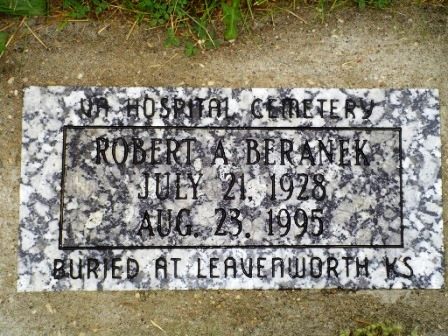 VA HOSPITAL CEMETERY
ROBERT A BERANEK
JULY 21, 1928
AUG. 23, 1995
BURIED AT LEAVENWORTH KS